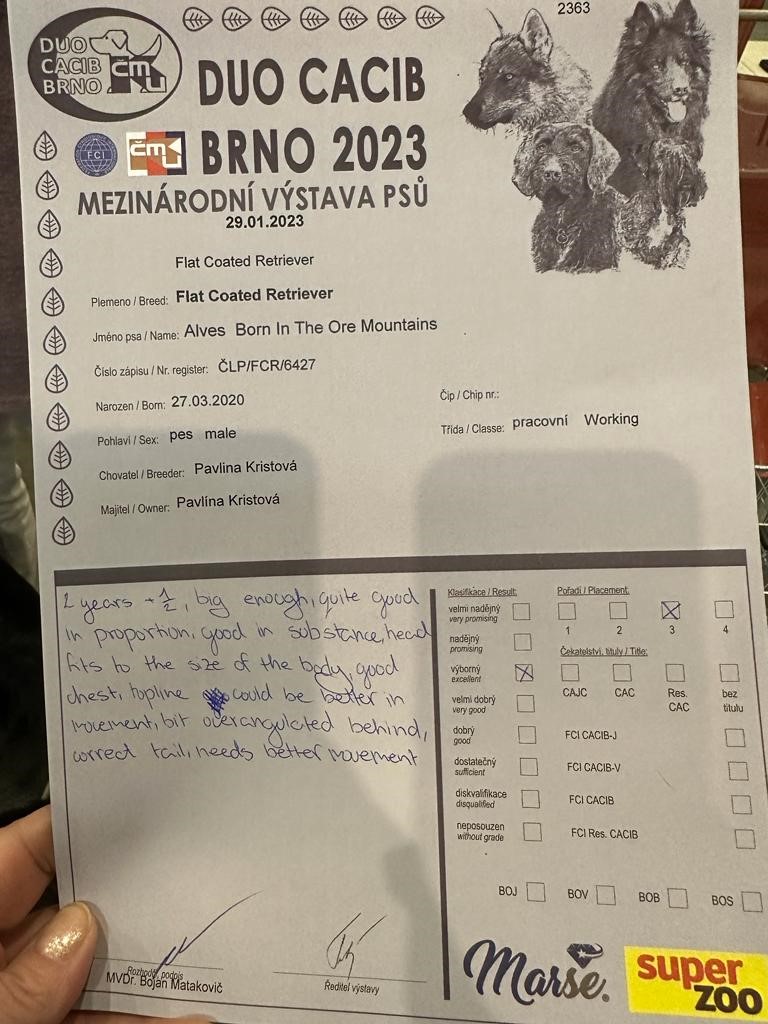 2363
DUO
CACIB
BRNO
ČMKU
DUO CACIB
FCI
ČMKU
BRNO 2023
MEZINÁRODNÍ VÝSTAVA PSŮ
29.01.2023
Flat Coated Retriever
Plemeno / Breed: Flat Coated Retriever
Jméno psa / Name: Alves Born In The Ore Mountains
Číslo zápisu / Nr. register: ČLP/FCR/6427
Narozen / Born: 27.03.2020
Čip / Chip nr.:
Pohlaví / Sex: pes male
Třída / Classe: pracovní Working
Chovatel / Breeder: Pavlina Kristová
Majitel / Owner: Pavlína Kristová
2 years + 1/2, big enough, quite good
in proportion, good in substance, head
fits to the size of the body, good
chest, topline could be better in
movement, bit overangulated behind,
correct tail, needs better movement
Klasifikace / Result:
velmi nadějný
very promising
nadějný
promising
výborný
excellent
velmi dobrý
very good
dobrý
good
dostatečný
sufficient
diskvalifikace
disqualified
neposouzen
without grade
Pořadí / Placement:
1 2 3 4
Čekatelství, tituly / Title:
CAJC CAC Res. CAC bez titulu
FCI CACIB-J
FCI CACIB-V
FCI CACIB
FCI Res. CACIB
BOJ BOV BOB BOS
Rozhodčí, podpis
MVDr. Bojan Matakovič
Ředitel výstavy
Marse.
super
zoo